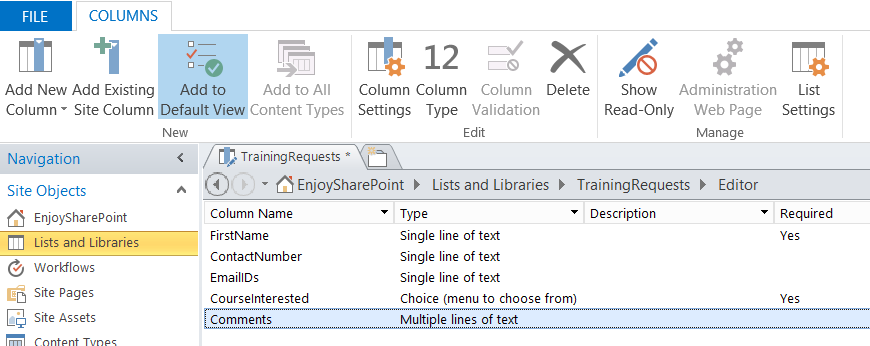 FILE COLUMNS
12
Add New Add Existing Add to Add to All Column Column Column Delete Show Administration List
Column Site Column Default View Content Types Settings Type Validation Read-Only Web Page Settings
New Edit Manage
Navigation < TrainingRequests *
Site Objects EnjoySharePoint Lists and Libraries TrainingRequests Editor
EnjoySharePoint Column Name Type Description Required
Lists and Libraries FirstName Single line of text Yes
Workflows ContactNumber Single line of text
Site Pages EmailIDs Single line of text
Site Assets CourseInterested Choice (menu to choose from) Yes
Content Types Comments Multiple lines of text